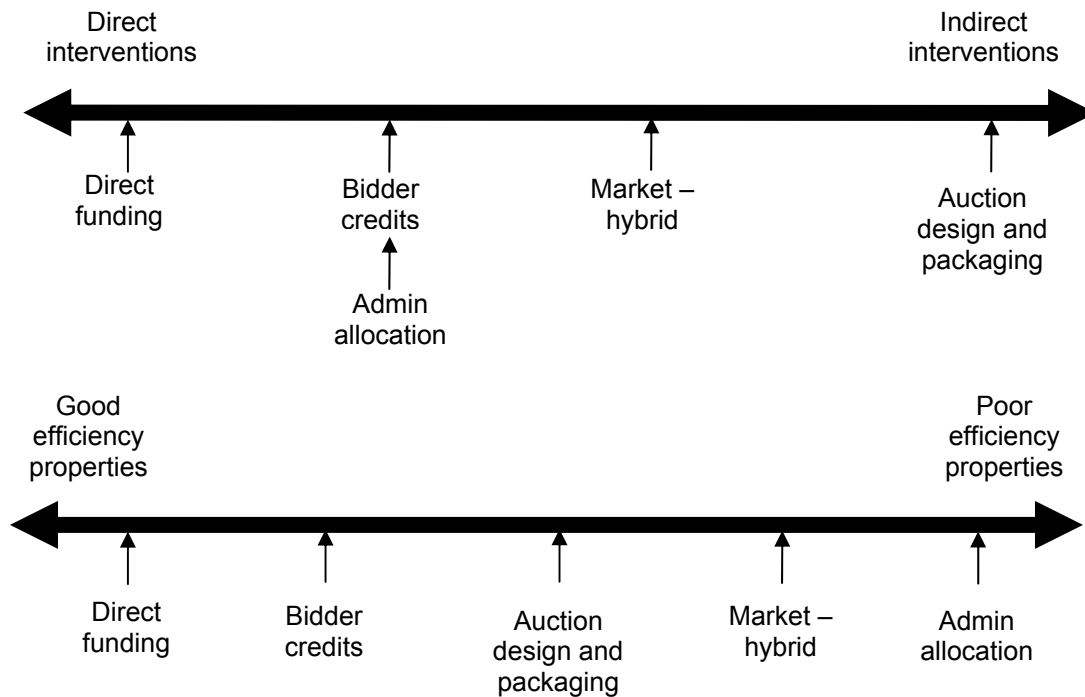 Direct
interventions
Indirect
interventions
Direct
funding
Bidder
credits
Market –
hybrid
Auction
design and
packaging
Admin
allocation
Good
efficiency
properties
Poor
efficiency
properties
Direct
funding
Bidder
credits
Auction
design and
packaging
Market –
hybrid
Admin
allocation